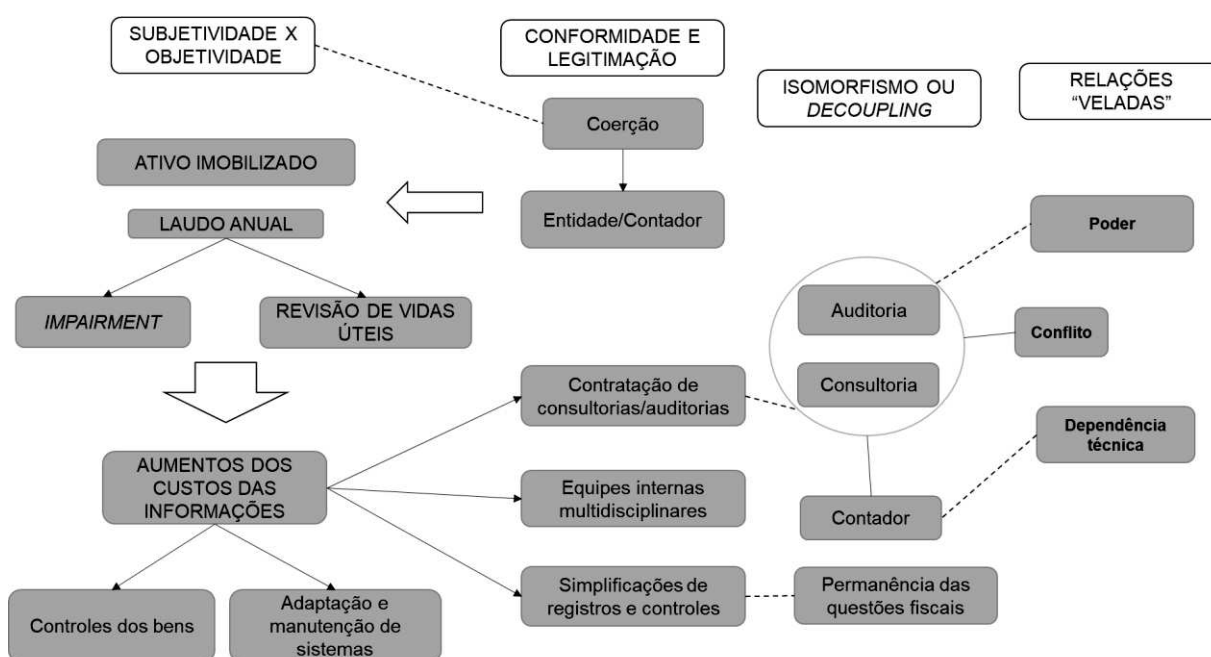 SUBJETIVIDADE X
OBJETIVIDADE
CONFORMIDADE E
LEGITIMAÇÃO
ISOMORFISMO OU
DECOUPLING
RELAÇÕES
“VELADAS”
Coerção
ATIVO IMOBILIZADO
Entidade/Contador
LAUDO ANUAL
Poder
IMPAIRMENT
REVISÃO DE VIDAS
ÚTEIS
Auditoria
Conflito
Consultoria
Contratação de
consultorias/auditorias
Dependência
técnica
AUMENTOS DOS
CUSTOS DAS
INFORMAÇÕES
Equipes internas
multidisciplinares
Contador
Simplificações de
registros e controles
Permanência das
questões fiscais
Controles dos bens
Adaptação e
manutenção de
sistemas